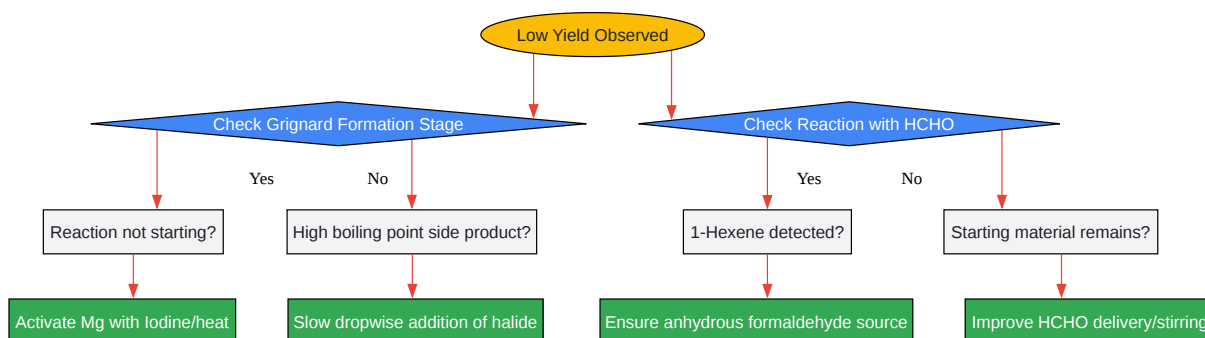 Low Yield Observed
Check Grignard Formation Stage
Check Reaction with HCHO
Yes
No
Yes
No
Reaction not starting?
High boiling point side product?
1-Hexene detected?
Starting material remains?
Activate Mg with Iodine/heat
Slow dropwise addition of halide
Ensure anhydrous formaldehyde source
Improve HCHO delivery/stirring